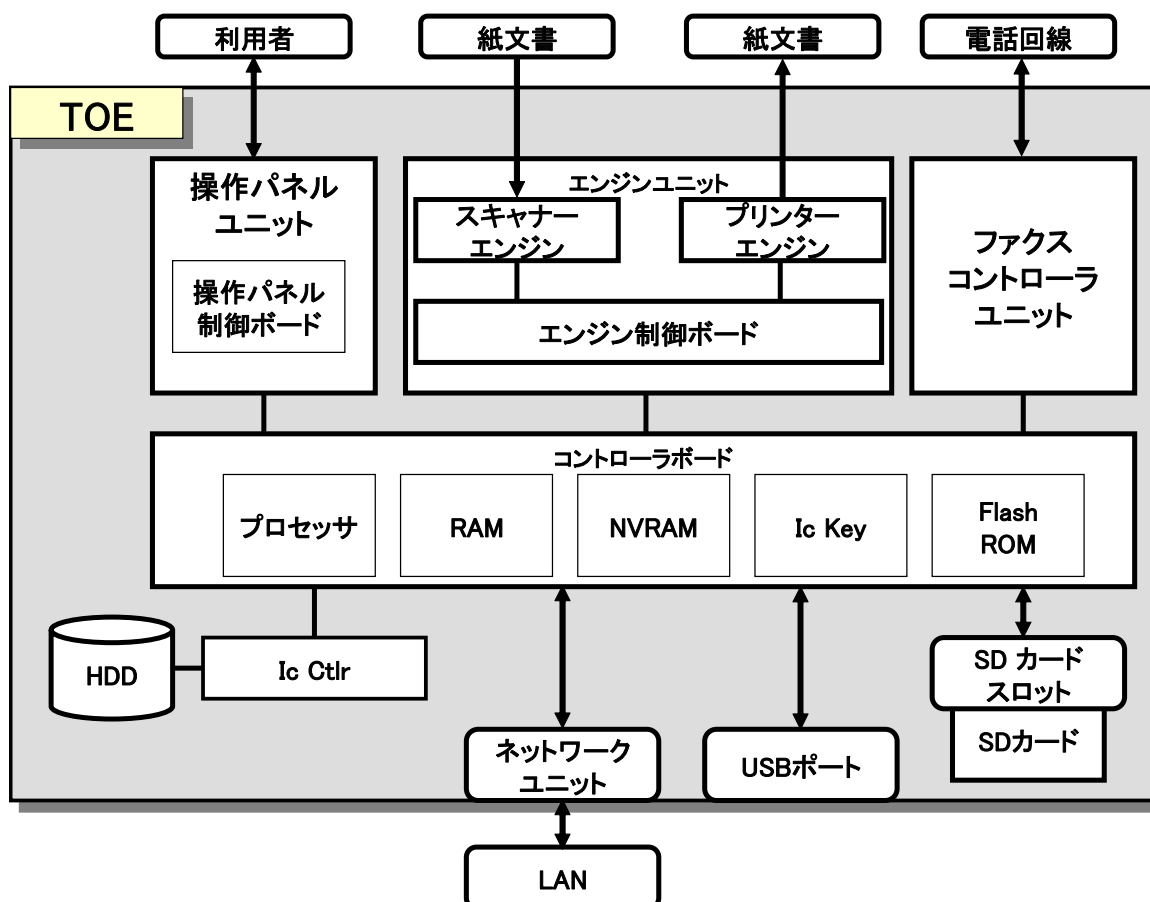 利用者
紙文書
紙文書
電話回線
TOE
操作パネル
ユニット
操作パネル
制御ボード
エンジンユニット
スキャナー
エンジン
プリンター
エンジン
エンジン制御ボード
ファクス
コントローラ
ユニット
コントローラボード
プロセッサ
RAM
NVRAM
Ic Key
Flash
ROM
HDD
Ic Ctlr
ネットワーク
ユニット
USBポート
SD カード
スロット
SDカード
LAN